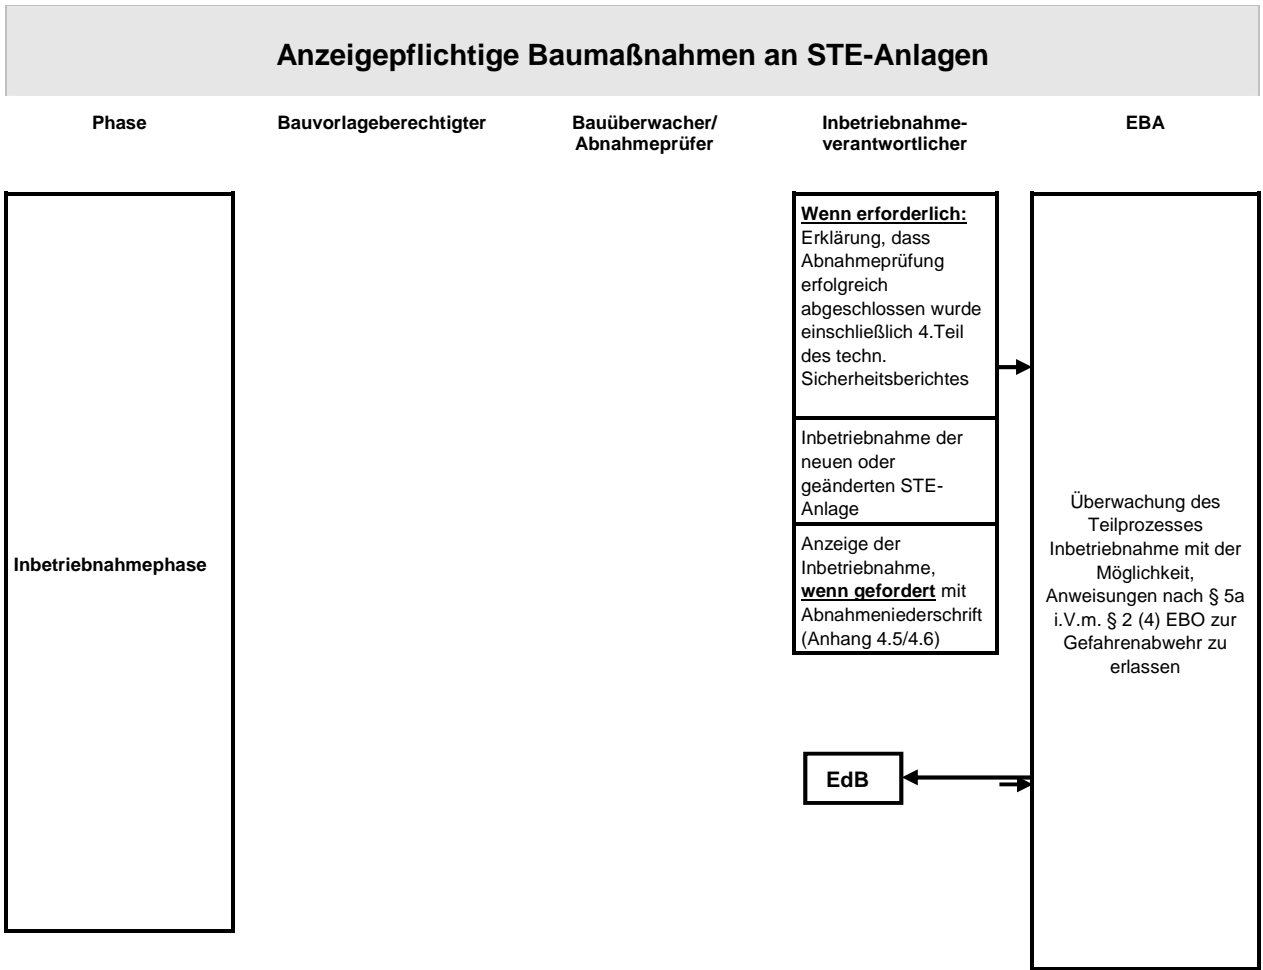 Anzeigepflichtige Baumaßnahmen an STE-Anlagen
Phase
Bauvorlageberechtigter
Bauüberwacher/
Abnahmeprüfer
Inbetriebnahme-
verantwortlicher
EBA
Inbetriebnahmephase
Wenn erforderlich:
Erklärung, dass
Abnahmeprüfung
erfolgreich
abgeschlossen wurde
einschließlich 4.Teil
des techn.
Sicherheitsberichtes
Inbetriebnahme der
neuen oder
geänderten STE-
Anlage
Anzeige der
Inbetriebnahme,
wenn gefordert mit
Abnahmeniederschrift
(Anhang 4.5/4.6)
EdB
Überwachung des
Teilprozesses
Inbetriebnahme mit der
Möglichkeit,
Anweisungen nach § 5a
i.V.m. § 2 (4) EBO zur
Gefahrenabwehr zu
erlassen